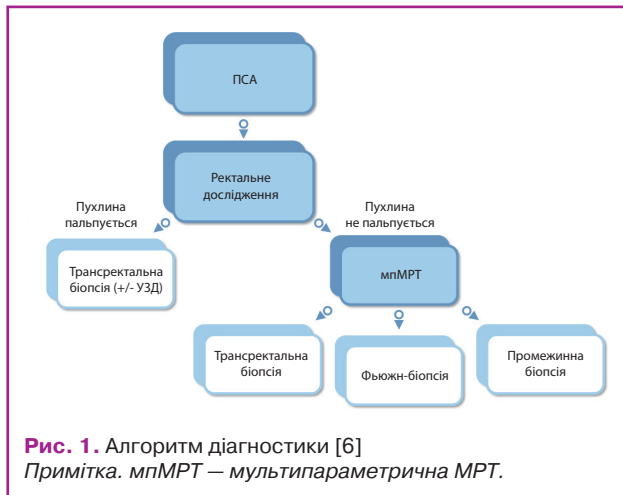 ПСА
Ректальне
дослідження
Пухлина
пальпується
Пухлина
не пальпується
Трансректальна
біопсія (+/- УЗД)
мпМРТ
Трансректальна
біопсія
Фьюжн-біопсія
Промежинна
біопсія
Рис. 1. Алгоритм діагностики [6]
Примітка. мпМРТ — мультипараметрична МРТ.